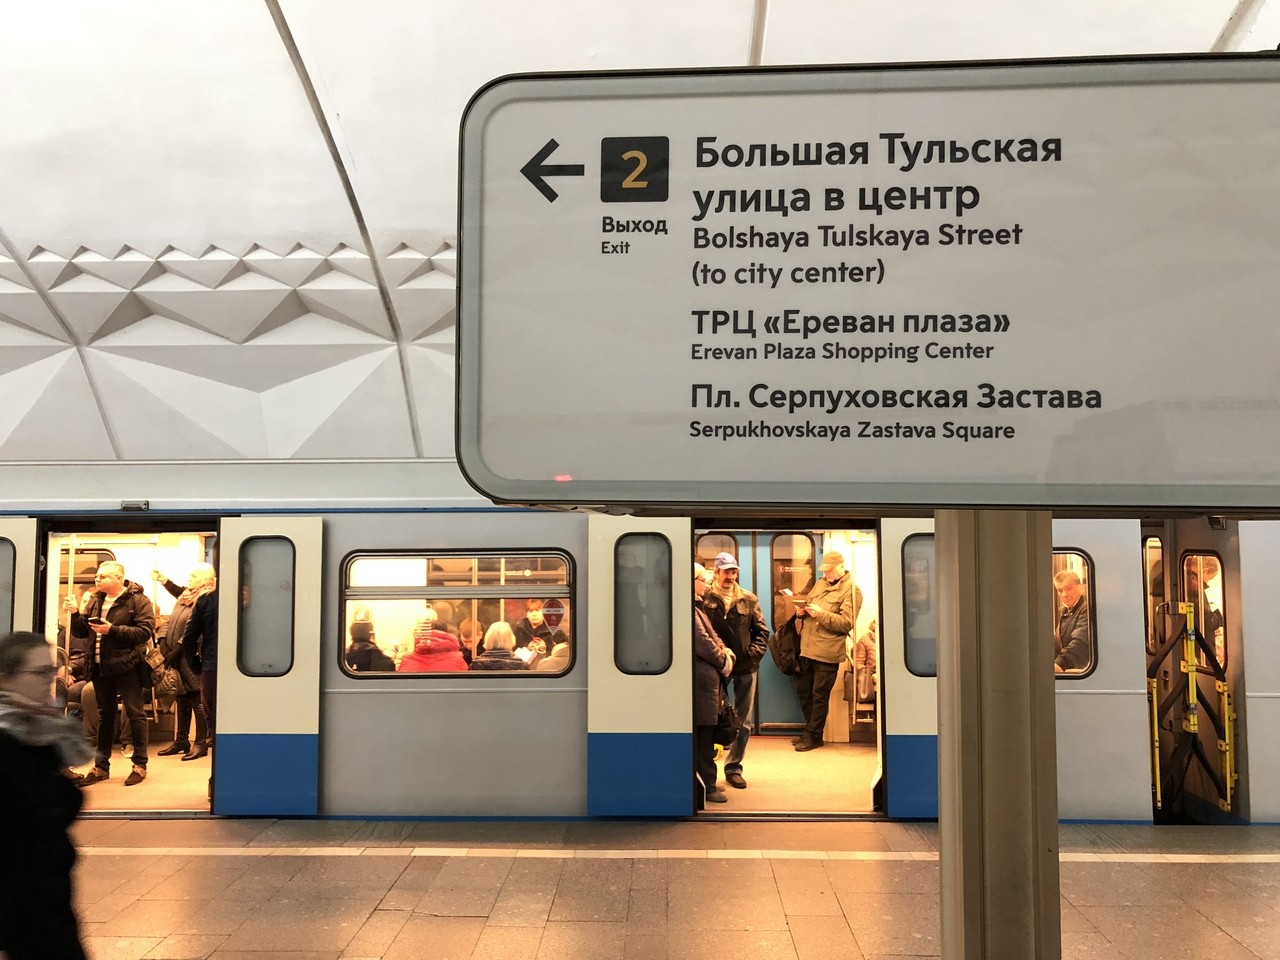 2
Выход
Exit
Большая Тульская
улица в центр
Bolshaya Tulskaya Street
(to city center)
ТРЦ «Ереван плаза»
Erevan Plaza Shopping Center
Пл. Серпуховская Застава
Serpukhovskaya Zastava Square